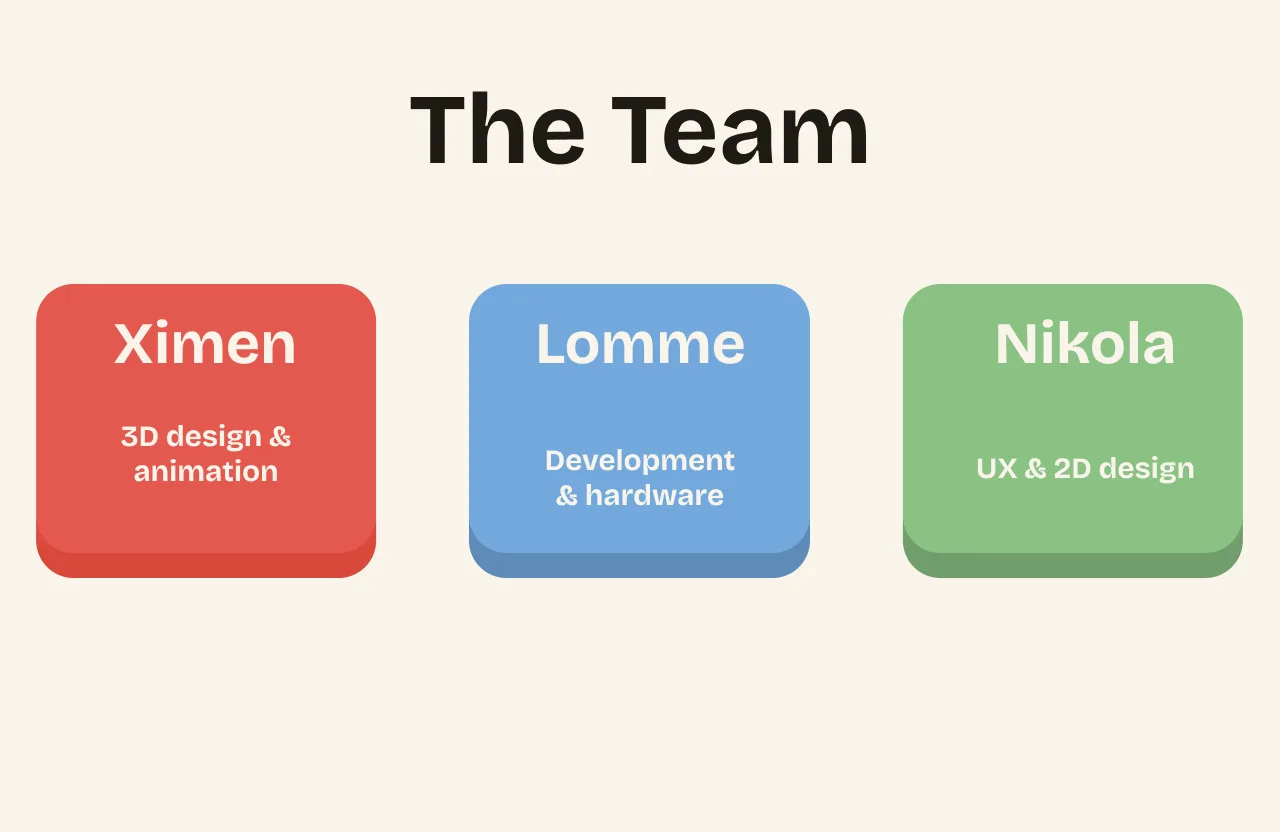 The Team
Ximen
3D design &
animation
Lomme
Development
& hardware
Nikola
UX & 2D design